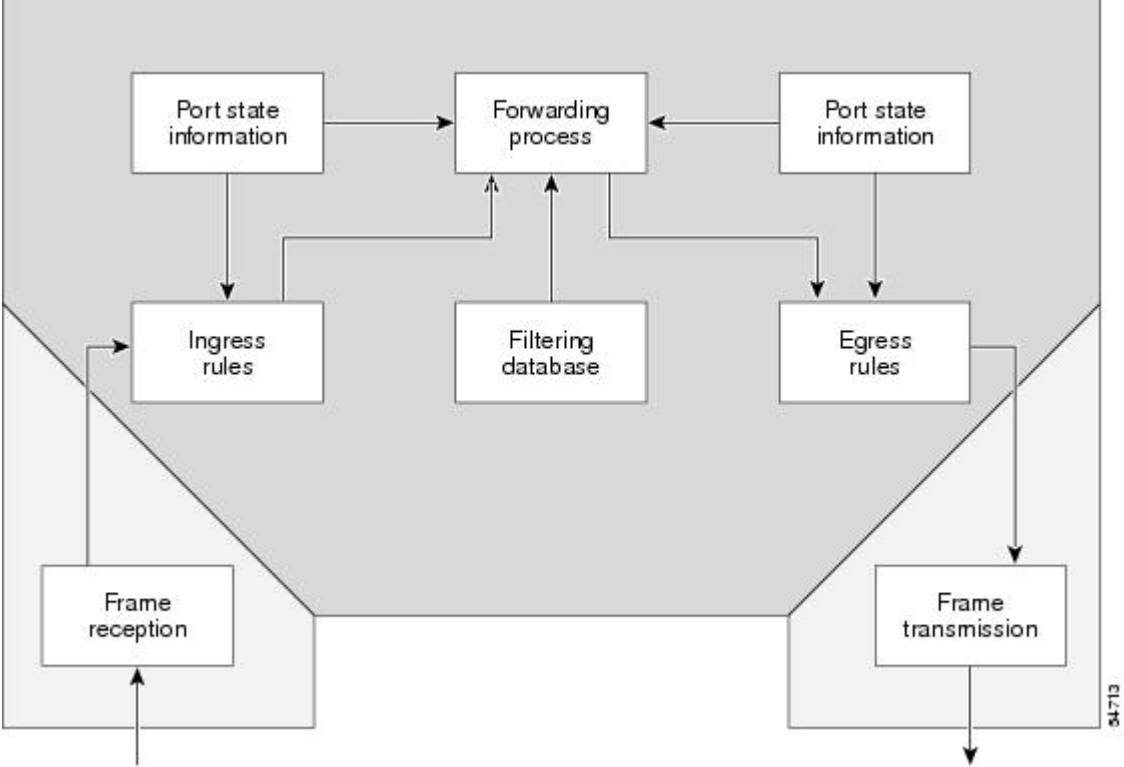 Port state
information
Forwarding
process
Port state
information
Ingress
rules
Filtering
database
Egress
rules
Frame
reception
Frame
transmission
54713